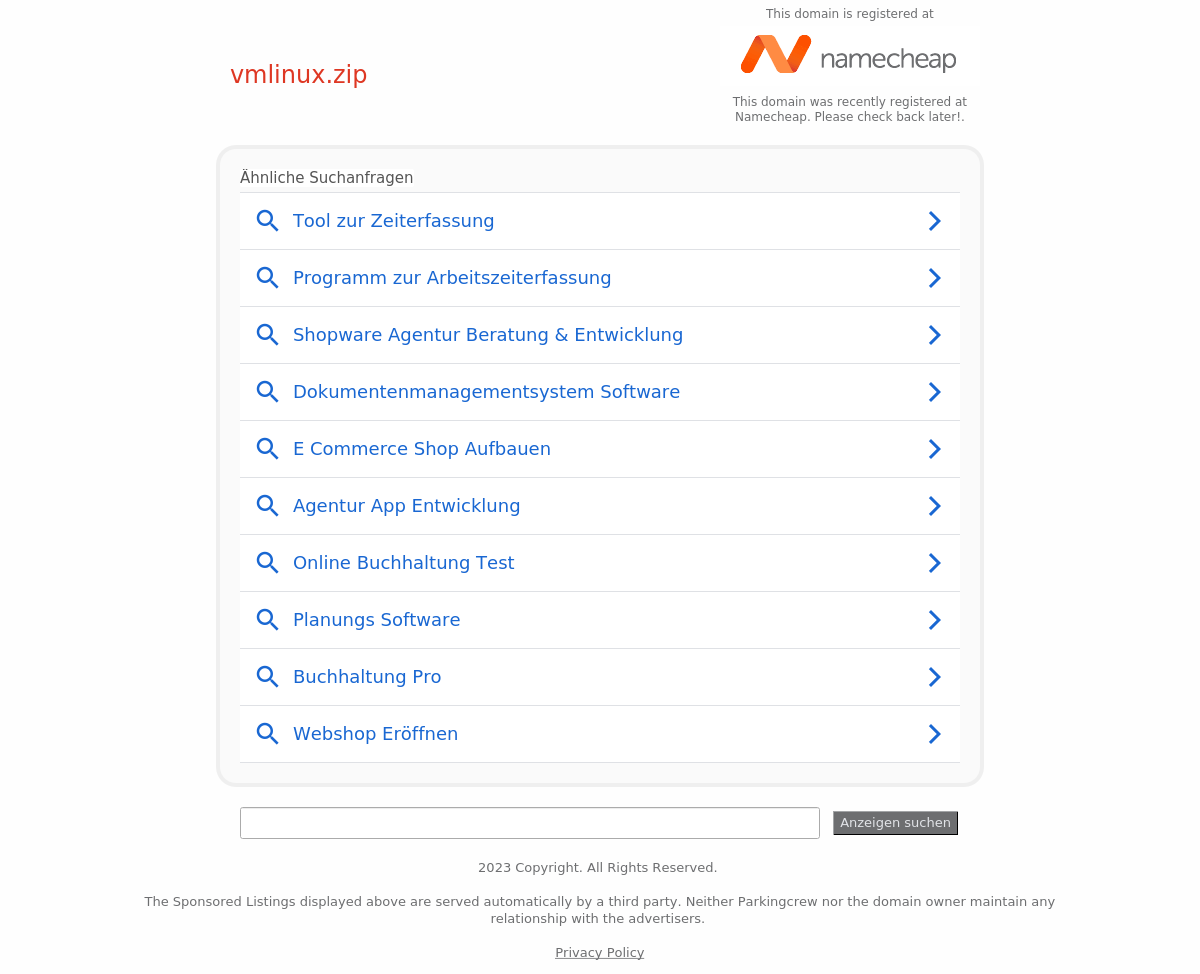 This domain is registered at
namecheap
vmlinux.zip
This domain was recently registered at
Namecheap. Please check back later!.
Ähnliche Suchanfragen
Tool zur Zeiterfassung
Programm zur Arbeitszeiterfassung
Shopware Agentur Beratung & Entwicklung
Dokumentenmanagementsystem Software
E Commerce Shop Aufbauen
Agentur App Entwicklung
Online Buchhaltung Test
Planungs Software
Buchhaltung Pro
Webshop Eröffnen
Anzeigen suchen
2023 Copyright. All Rights Reserved.
The Sponsored Listings displayed above are served automatically by a third party. Neither Parkingcrew nor the domain owner maintain any
relationship with the advertisers.
Privacy Policy